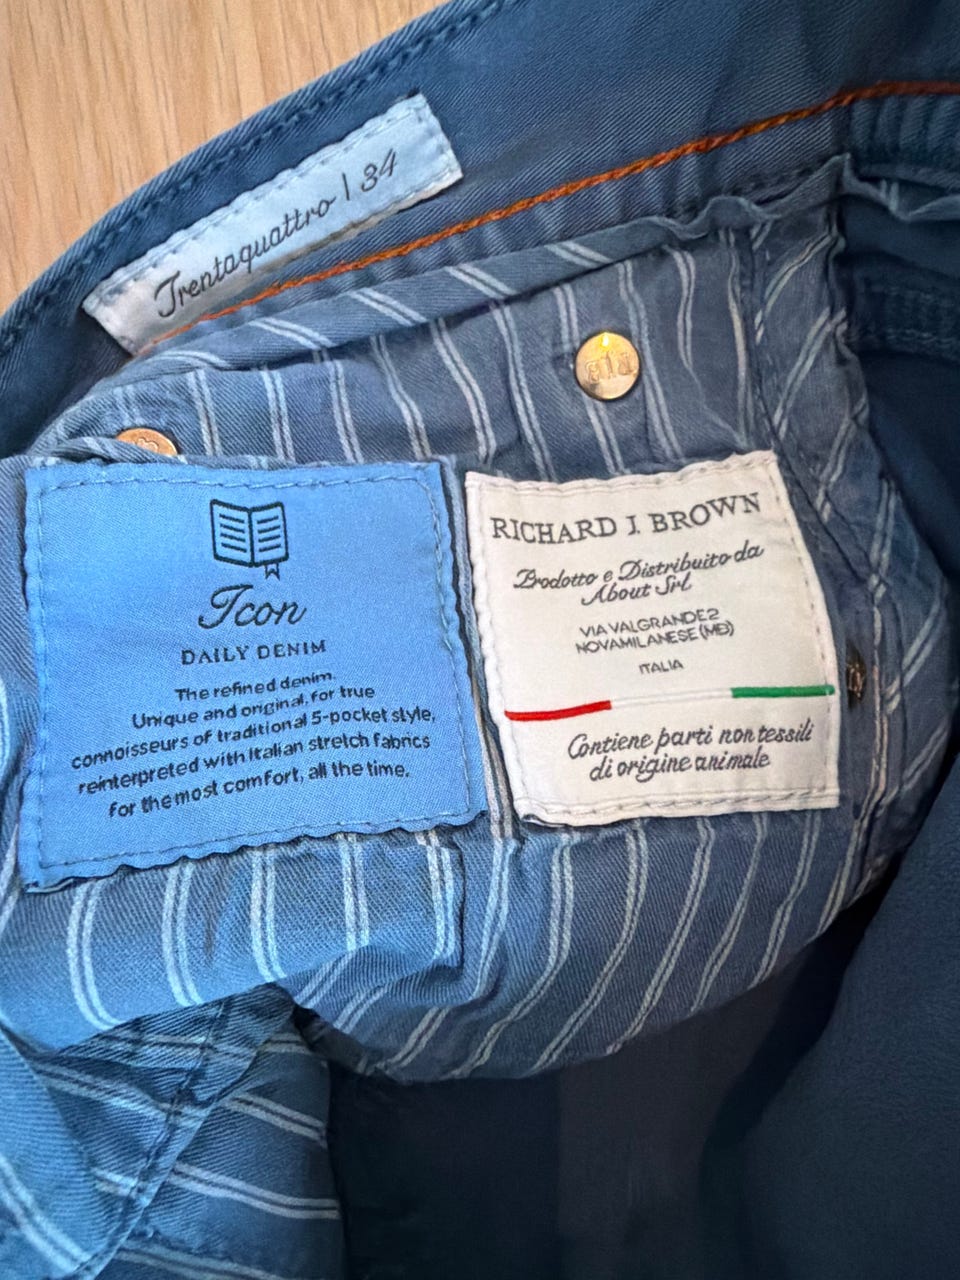 Trentaquattro | 34
Icon
DAILY DENIM
The refined denim.
Unique and original, for true
connoisseurs of traditional 5-pocket style,
reinterpreted with Italian stretch fabrics
for the most comfort, all the time.
RICHARD J. BROWN
Prodotto e Distribuito da
About Srl
VIA VALGRANDE 2
NOVA MILANESE (MB)
ITALIA
Contiene parti non tessili
di origine animale